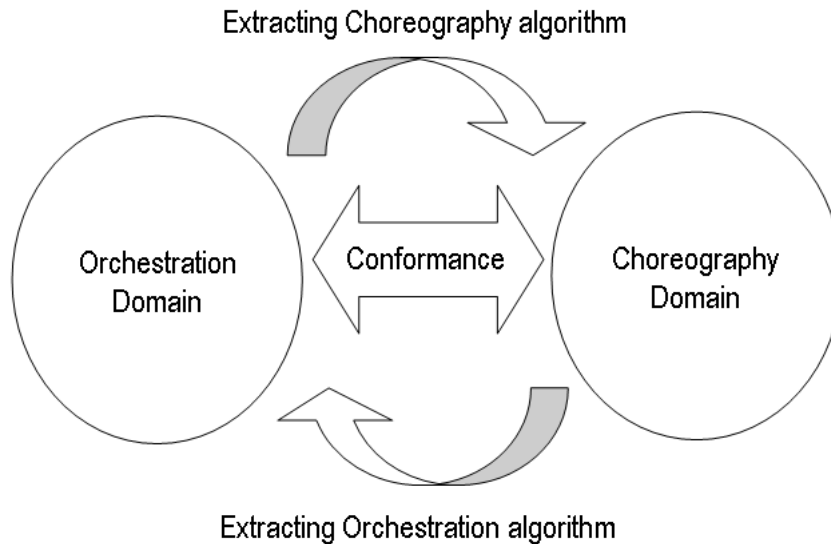 Extracting Choreography algorithm
Orchestration
Domain
Conformance
Choreography
Domain
Extracting Orchestration algorithm